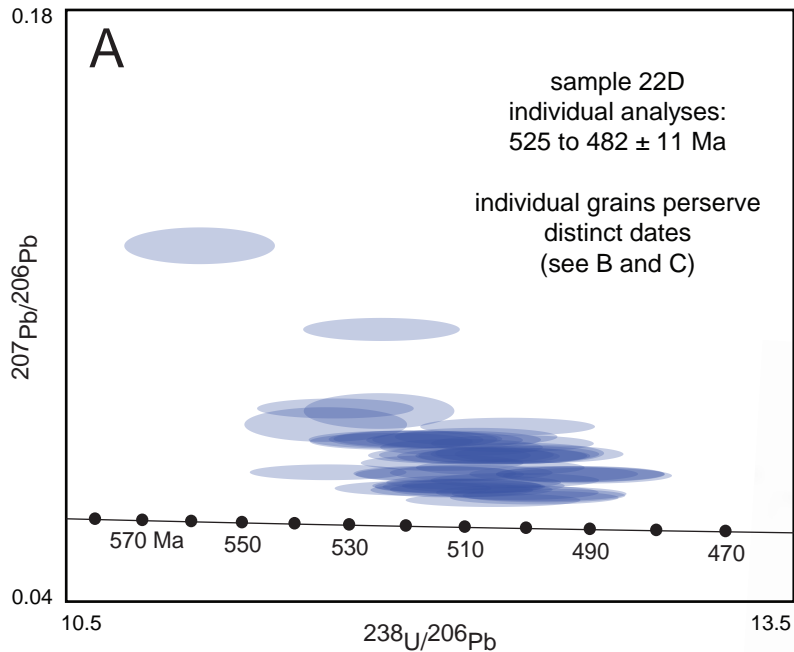 0.18
A
sample 22D
individual analyses:
525 to 482 ± 11 Ma
individual grains perserve
distinct dates
(see B and C)
207Pb/206Pb
570 Ma
550
530
510
490
470
0.04
10.5
238U/206Pb
13.5